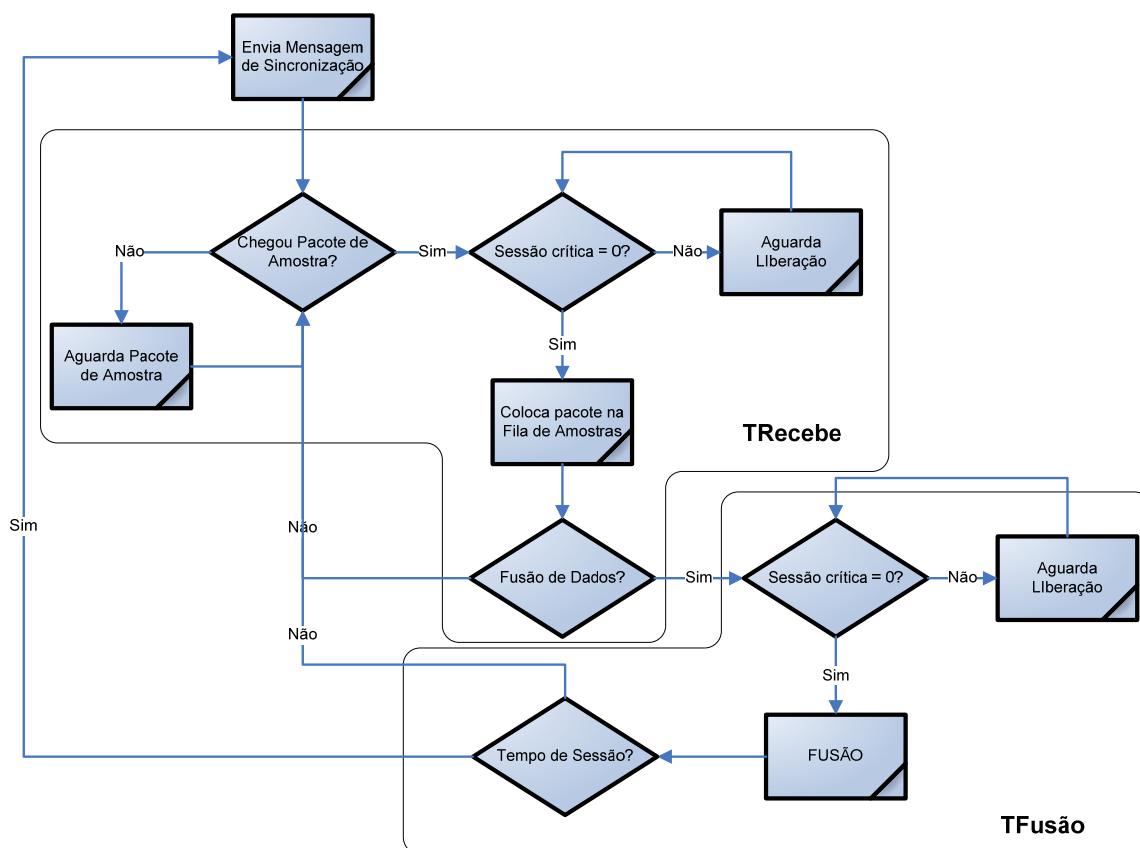 Envia Mensagem
de Sincronização
Chegou Pacote de
Amostra?
Não
Sim
Sessão crítica = 0?
Não
Aguarda
LIberação
Sim
Aguarda Pacote
de Amostra
Coloca pacote na
Fila de Amostras
TRecebe
Sim
Não
Fusão de Dados?
Sim
Sessão crítica = 0?
Não
Aguarda
LIberação
Não
Sim
Tempo de Sessão?
FUSÃO
TFusão